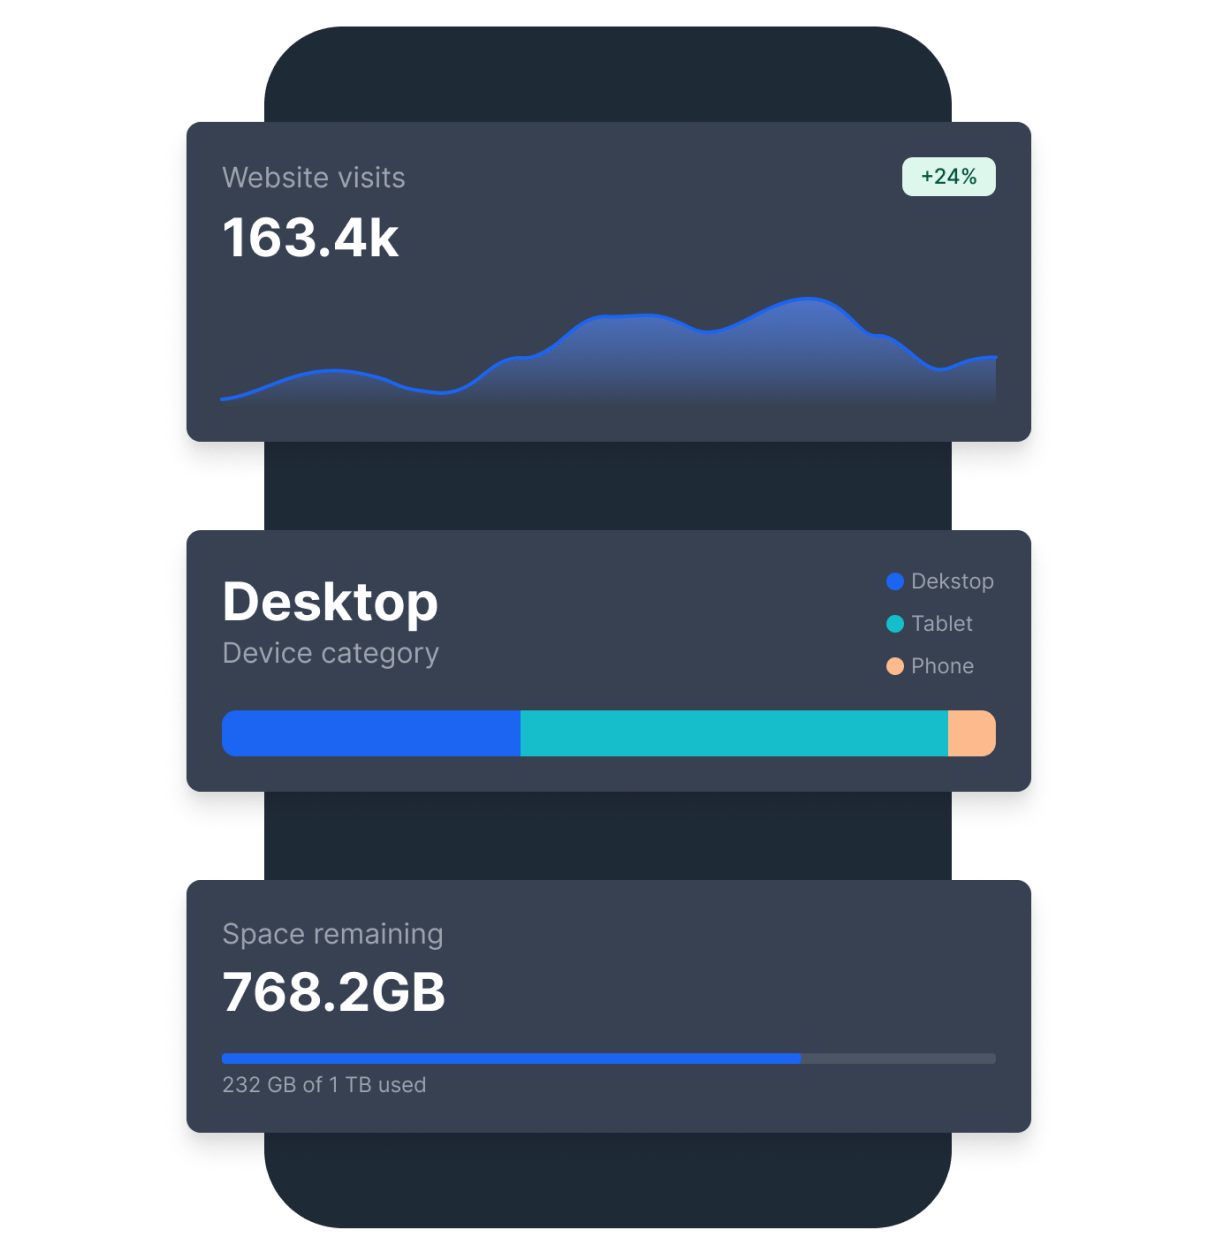 Website visits
+24%
163.4k
Desktop
Device category
Dekstop
Tablet
Phone
Space remaining
768.2GB
232 GB of 1 TB used